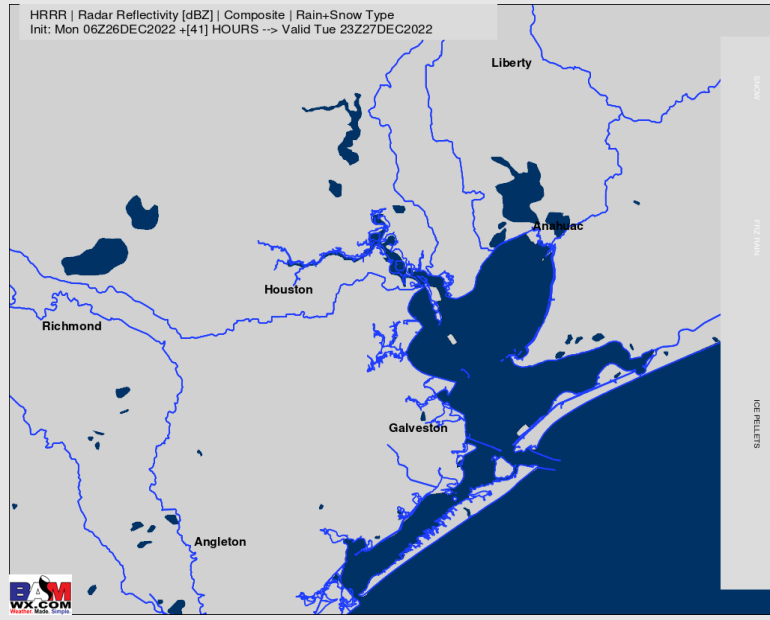 HRRR | Radar Reflectivity [dBZ] | Composite | Rain+Snow Type
Init: Mon 06Z26DEC2022 +[41] HOURS --> Valid Tue 23Z27DEC2022
SNOW
Liberty
FRZ RAIN
Anahuac
Houston
Richmond
ICE PELLETS
Galveston
Angleton
BAM
WX.COM
Weather. Made. Simple.